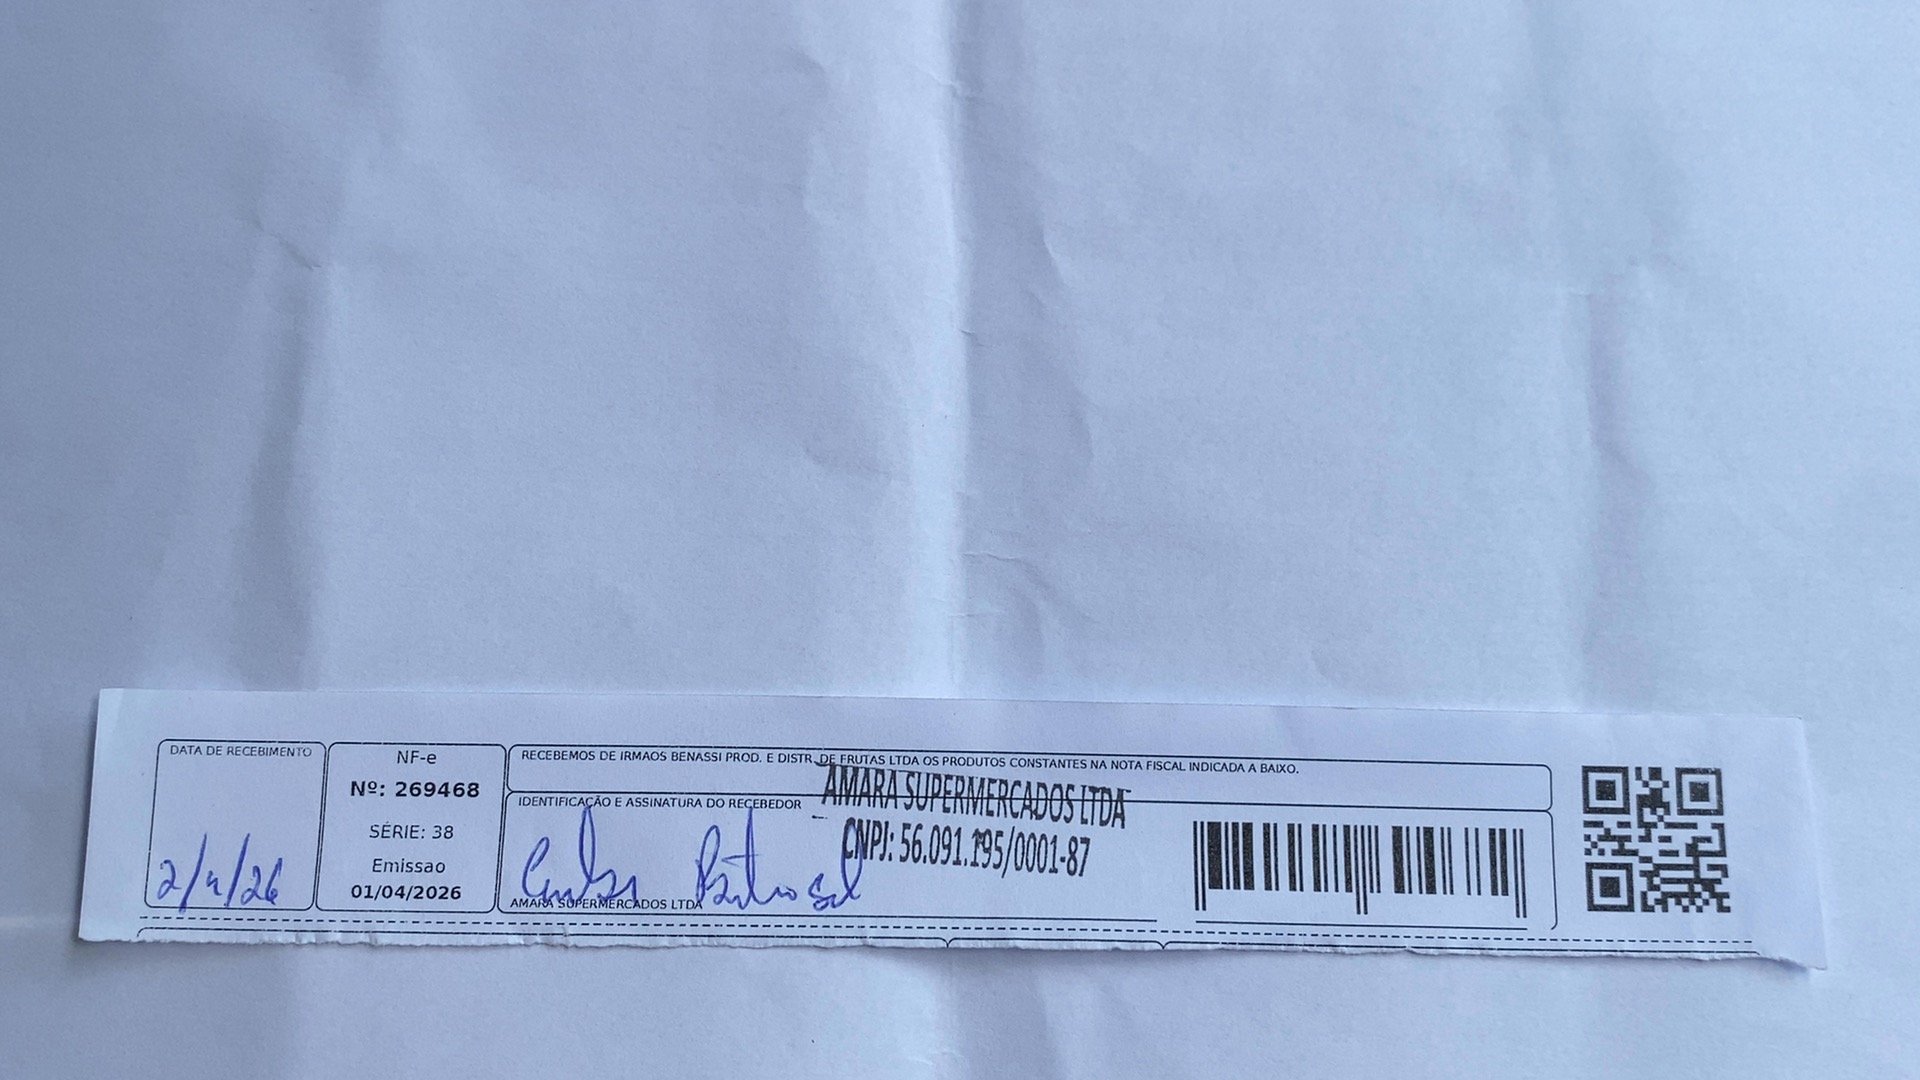 DATA DE RECEBIMENTO
2/4/26
NF-e
Nº: 269468
SÉRIE: 38
Emissao
01/04/2026
RECEBEMOS DE IRMAOS BENASSI PROD. E DISTR. DE FRUTAS LTDA OS PRODUTOS CONSTANTES NA NOTA FISCAL INDICADA A BAIXO.
IDENTIFICAÇÃO E ASSINATURA DO RECEBEDOR
AMARA SUPERMERCADOS LTDA
CNPJ: 56.091.195/0001-87
AMARA SUPERMERCADOS LTDA